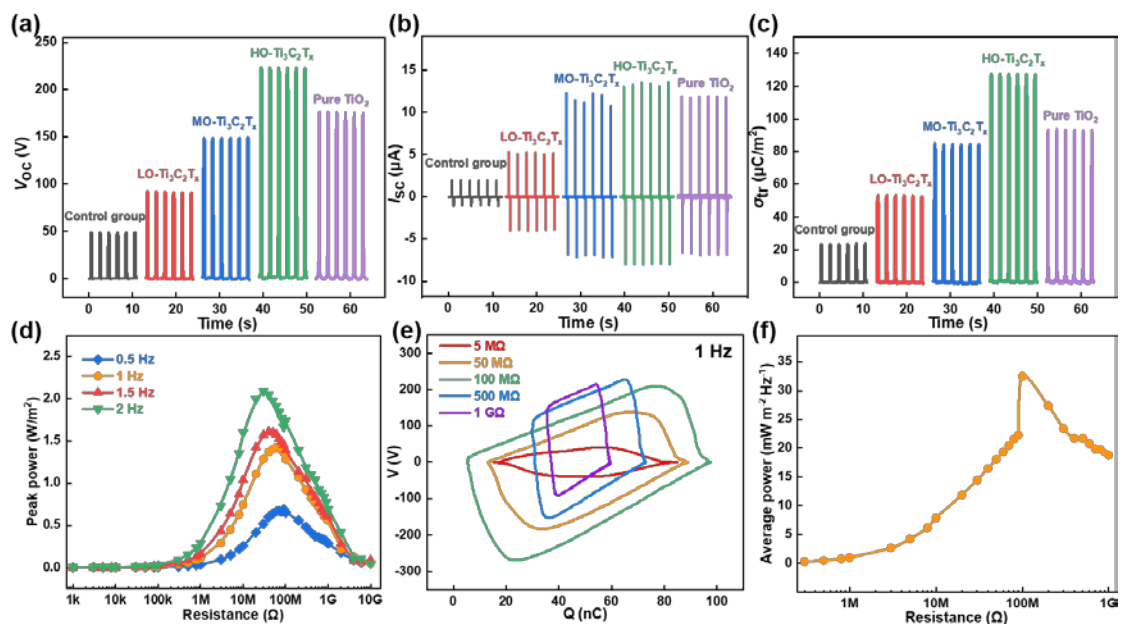 (a)
250
200
150
100
50
0
V_OC (V)
Control group
LO-Ti₃C₂Tₓ
MO-Ti₃C₂Tₓ
HO-Ti₃C₂Tₓ
Pure TiO₂
0 10 20 30 40 50 60
Time (s)
(b)
15
10
5
0
-5
-10
I_SC (μA)
Control group
LO-Ti₃C₂Tₓ
MO-Ti₃C₂Tₓ
HO-Ti₃C₂Tₓ
Pure TiO₂
0 10 20 30 40 50 60
Time (s)
(c)
140
120
100
80
60
40
20
0
σ_tr (μC/m²)
Control group
LO-Ti₃C₂Tₓ
MO-Ti₃C₂Tₓ
HO-Ti₃C₂Tₓ
Pure TiO₂
0 10 20 30 40 50 60
Time (s)
(d)
2.5
2.0
1.5
1.0
0.5
0.0
Peak power (W/m²)
0.5 Hz
1 Hz
1.5 Hz
2 Hz
1k 10k 100k 1M 10M 100M 1G 10G
Resistance (Ω)
(e)
300
200
100
0
-100
-200
-300
V (V)
5 MΩ
50 MΩ
100 MΩ
500 MΩ
1 GΩ
1 Hz
0 20 40 60 80 100
Q (nC)
(f)
35
30
25
20
15
10
5
0
Average power (mW m⁻² Hz⁻¹)
1M 10M 100M 1G
Resistance (Ω)